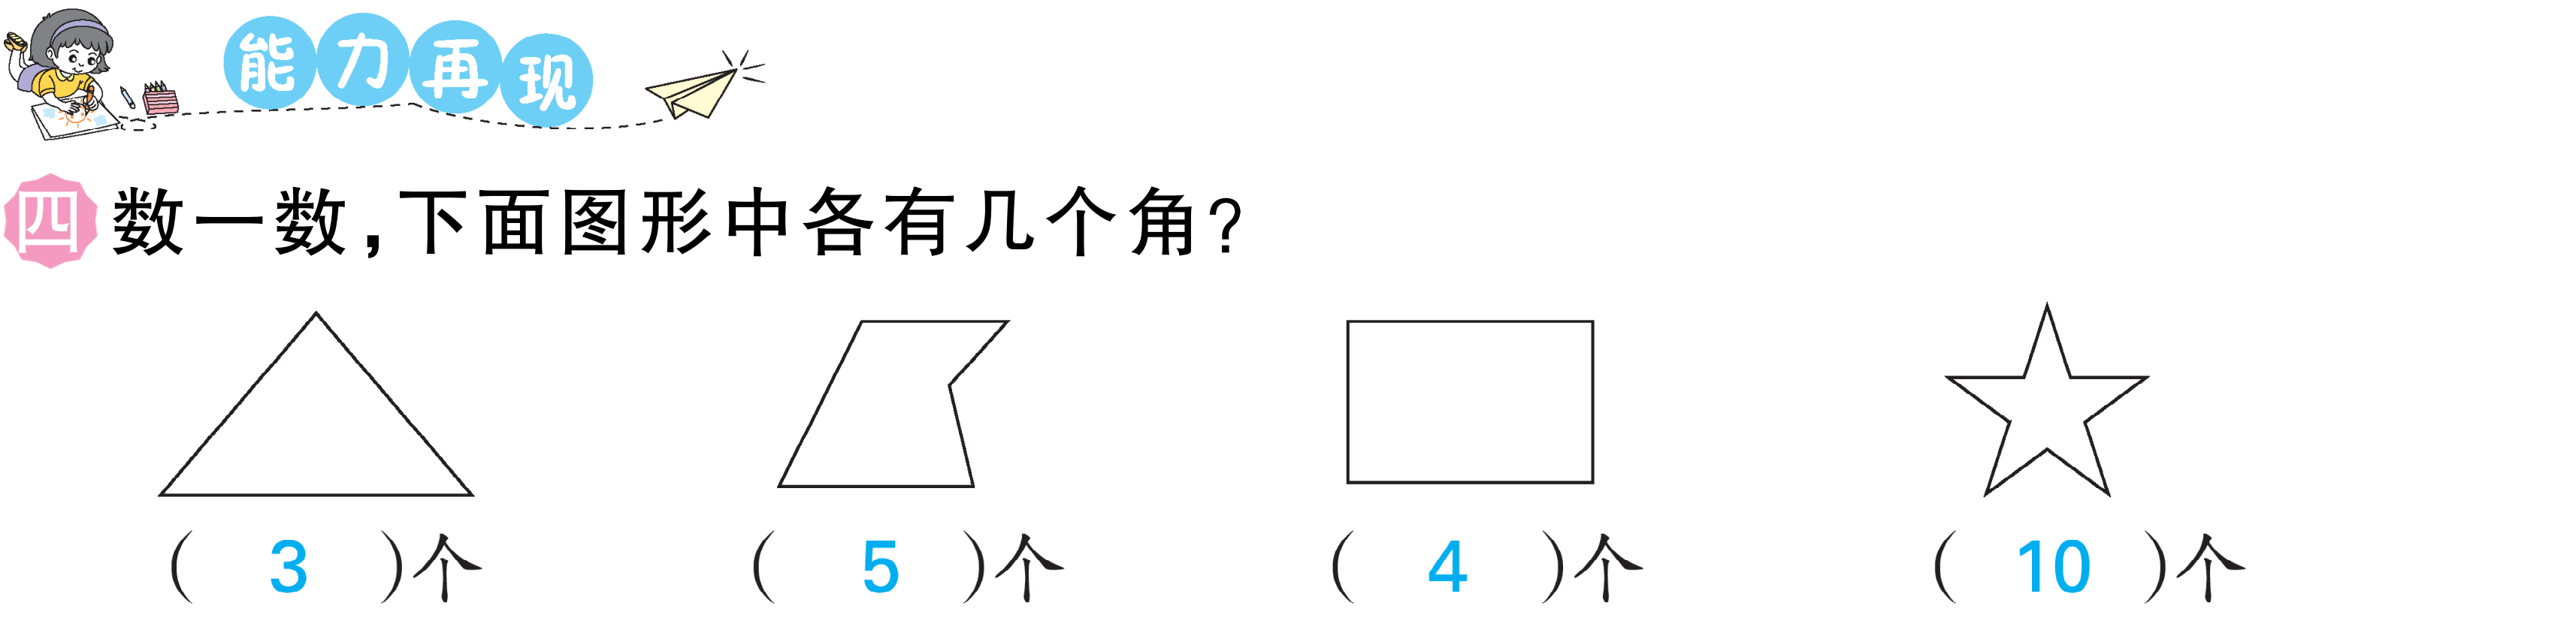 能力再现
四 数一数,下面图形中各有几个角?
( 3 )个 ( 5 )个 ( 4 )个 ( 10 )个